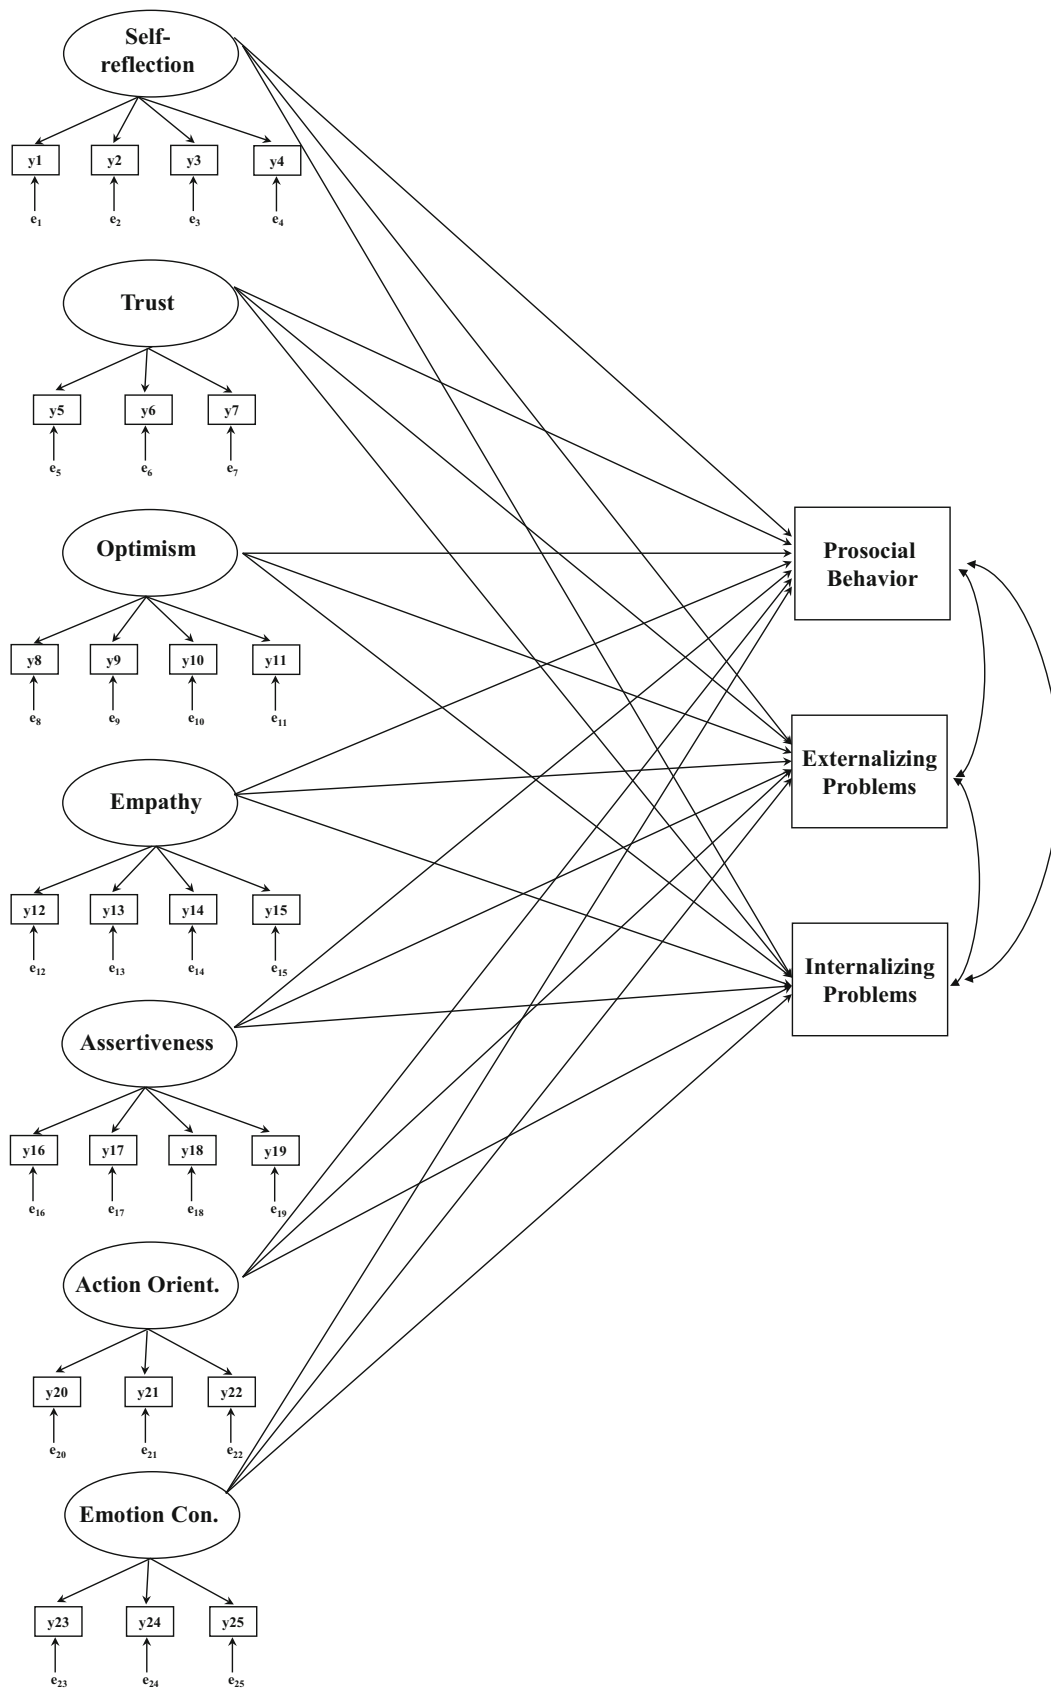 Self-
reflection
y1 y2 y3 y4
e1 e2 e3 e4
Trust
y5 y6 y7
e5 e6 e7
Optimism
y8 y9 y10 y11
e8 e9 e10 e11
Prosocial
Behavior
Externalizing
Problems
Empathy
y12 y13 y14 y15
e12 e13 e14 e15
Internalizing
Problems
Assertiveness
y16 y17 y18 y19
e16 e17 e18 e19
Action Orient.
y20 y21 y22
e20 e21 e22
Emotion Con.
y23 y24 y25
e23 e24 e25